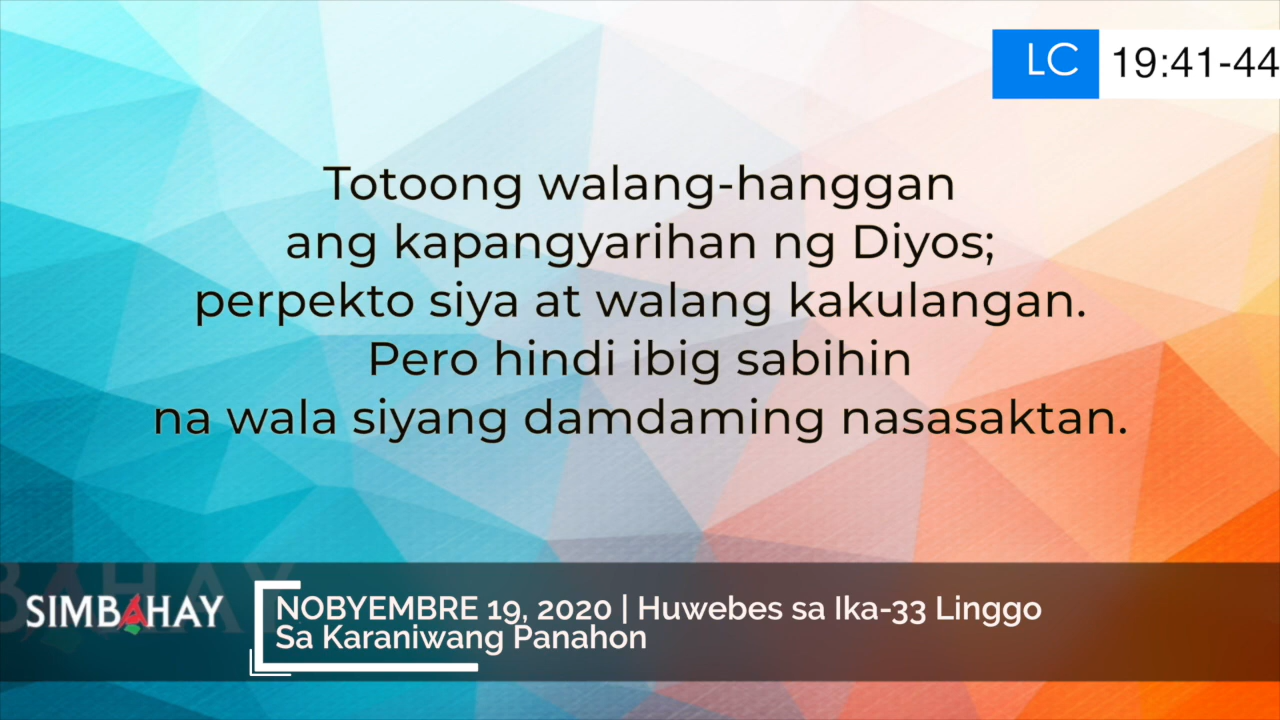 LC 19:41-44
Totoong walang-hanggan
ang kapangyarihan ng Diyos;
perpekto siya at walang kakulangan.
Pero hindi ibig sabihin
na wala siyang damdaming nasasaktan.
SIMBAHAY
NOBYEMBRE 19, 2020 | Huwebes sa Ika-33 Linggo
Sa Karaniwang Panahon